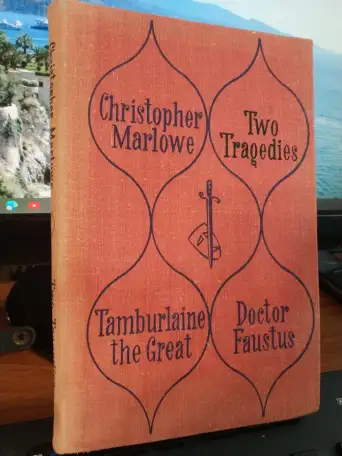 Christopher
Marlowe
Two
Tragedies
Tamburlaine
the Great
Doctor
Faustus